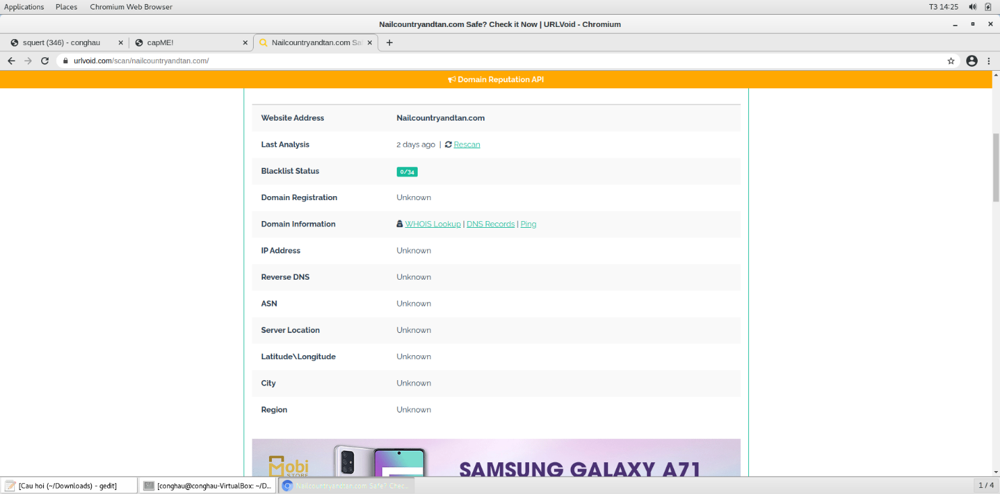 Applications Places Chromium Web Browser T3 14:25
Nailcountryandtan.com Safe? Check it Now | URLVoid - Chromium
squert (346) - conghau capME! Nailcountryandtan.com Sa
urlvoid.com/scan/nailcountryandtan.com/
Domain Reputation API
Website Address Nailcountryandtan.com
Last Analysis 2 days ago | Rescan
Blacklist Status 0/34
Domain Registration Unknown
Domain Information WHOIS Lookup | DNS Records | Ping
IP Address Unknown
Reverse DNS Unknown
ASN Unknown
Server Location Unknown
Latitude\Longitude Unknown
City Unknown
Region Unknown
Mobi STORE SAMSUNG GALAXY A71
[Cau hoi (~/Downloads) - gedit] [conghau@conghau-VirtualBox: ~/D... Nailcountryandtan.com Safe? Chec... 1 / 4